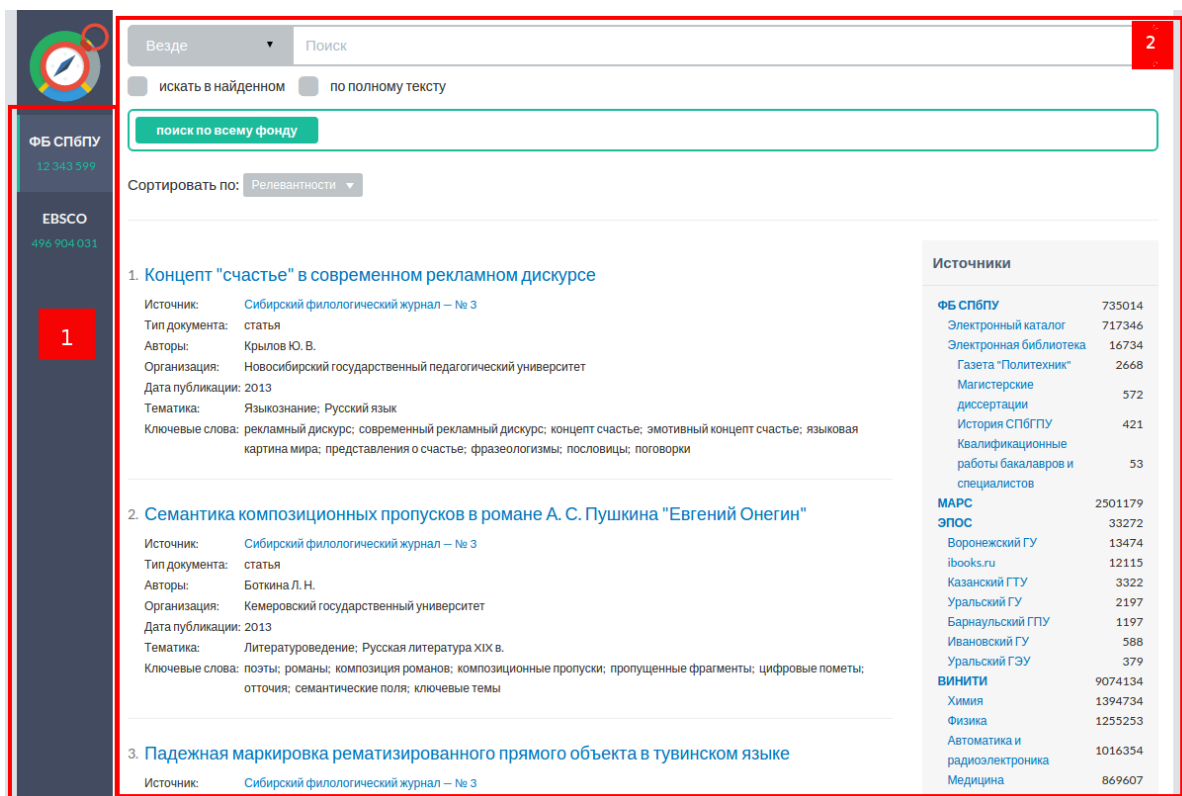 ФБ СПбПУ
12 343 599
EBSCO
496 904 031
1
Везде
Поиск
2
искать в найденном
по полному тексту
поиск по всему фонду
Сортировать по: Релевантности
1. Концепт "счастье" в современном рекламном дискурсе
Источник: Сибирский филологический журнал — № 3
Тип документа: статья
Авторы: Крылов Ю. В.
Организация: Новосибирский государственный педагогический университет
Дата публикации: 2013
Тематика: Языкознание; Русский язык
Ключевые слова: рекламный дискурс; современный рекламный дискурс; концепт счастье; эмотивный концепт счастье; языковая
картина мира; представления о счастье; фразеологизмы; пословицы; поговорки
2. Семантика композиционных пропусков в романе А. С. Пушкина "Евгений Онегин"
Источник: Сибирский филологический журнал — № 3
Тип документа: статья
Авторы: Боткина Л. Н.
Организация: Кемеровский государственный университет
Дата публикации: 2013
Тематика: Литературоведение; Русская литература XIX в.
Ключевые слова: поэты; романы; композиция романов; композиционные пропуски; пропущенные фрагменты; цифровые пометы;
отточия; семантические поля; ключевые темы
3. Падежная маркировка рематизированного прямого объекта в тувинском языке
Источник: Сибирский филологический журнал — № 3
Источники
ФБ СПбПУ 735014
Электронный каталог 717346
Электронная библиотека 16734
Газета "Политехник" 2668
Магистерские
диссертации 572
История СПбГПУ 421
Квалификационные
работы бакалавров и 53
специалистов
МАРС 2501179
ЭПОС 33272
Воронежский ГУ 13474
ibooks.ru 12115
Казанский ГТУ 3322
Уральский ГУ 2197
Барнаульский ГПУ 1197
Ивановский ГУ 588
Уральский ГЭУ 379
ВИНИТИ 9074134
Химия 1394734
Физика 1255253
Автоматика и
радиоэлектроника 1016354
Медицина 869607